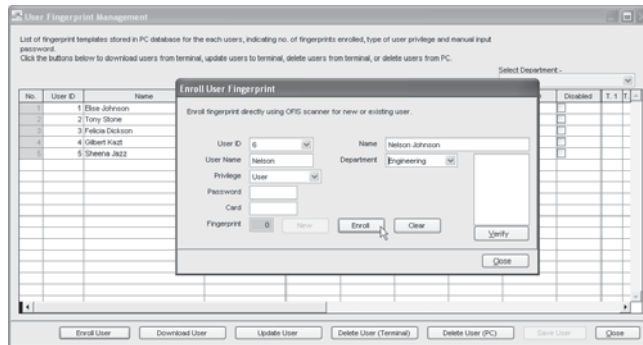 User Fingerprint Management
List of fingerprint templates stored in PC database for the each users, indicating no. of fingerprints enrolled, type of user privilege and manual input
password.
Click the buttons below to download users from terminal, update users to terminal, delete users from terminal, or delete users from PC.
Select Department:-
No. User ID Name Disabled T. 1 T.
1 1 Elise Johnson
2 2 Tony Stone
3 3 Felicia Dickson
4 4 Gilbert Kazt
5 5 Sheena Jazz
Enroll User Fingerprint
Enroll fingerprint directly using OFIS scanner for new or existing user.
User ID 6 Name Nelson Johnson
User Name Nelson Department Engineering
Privilege User
Password
Card
Fingerprint 0 New Enroll Clear
Verify
Close
Enroll User Download User Update User Delete User (Terminal) Delete User (PC) Save User Close